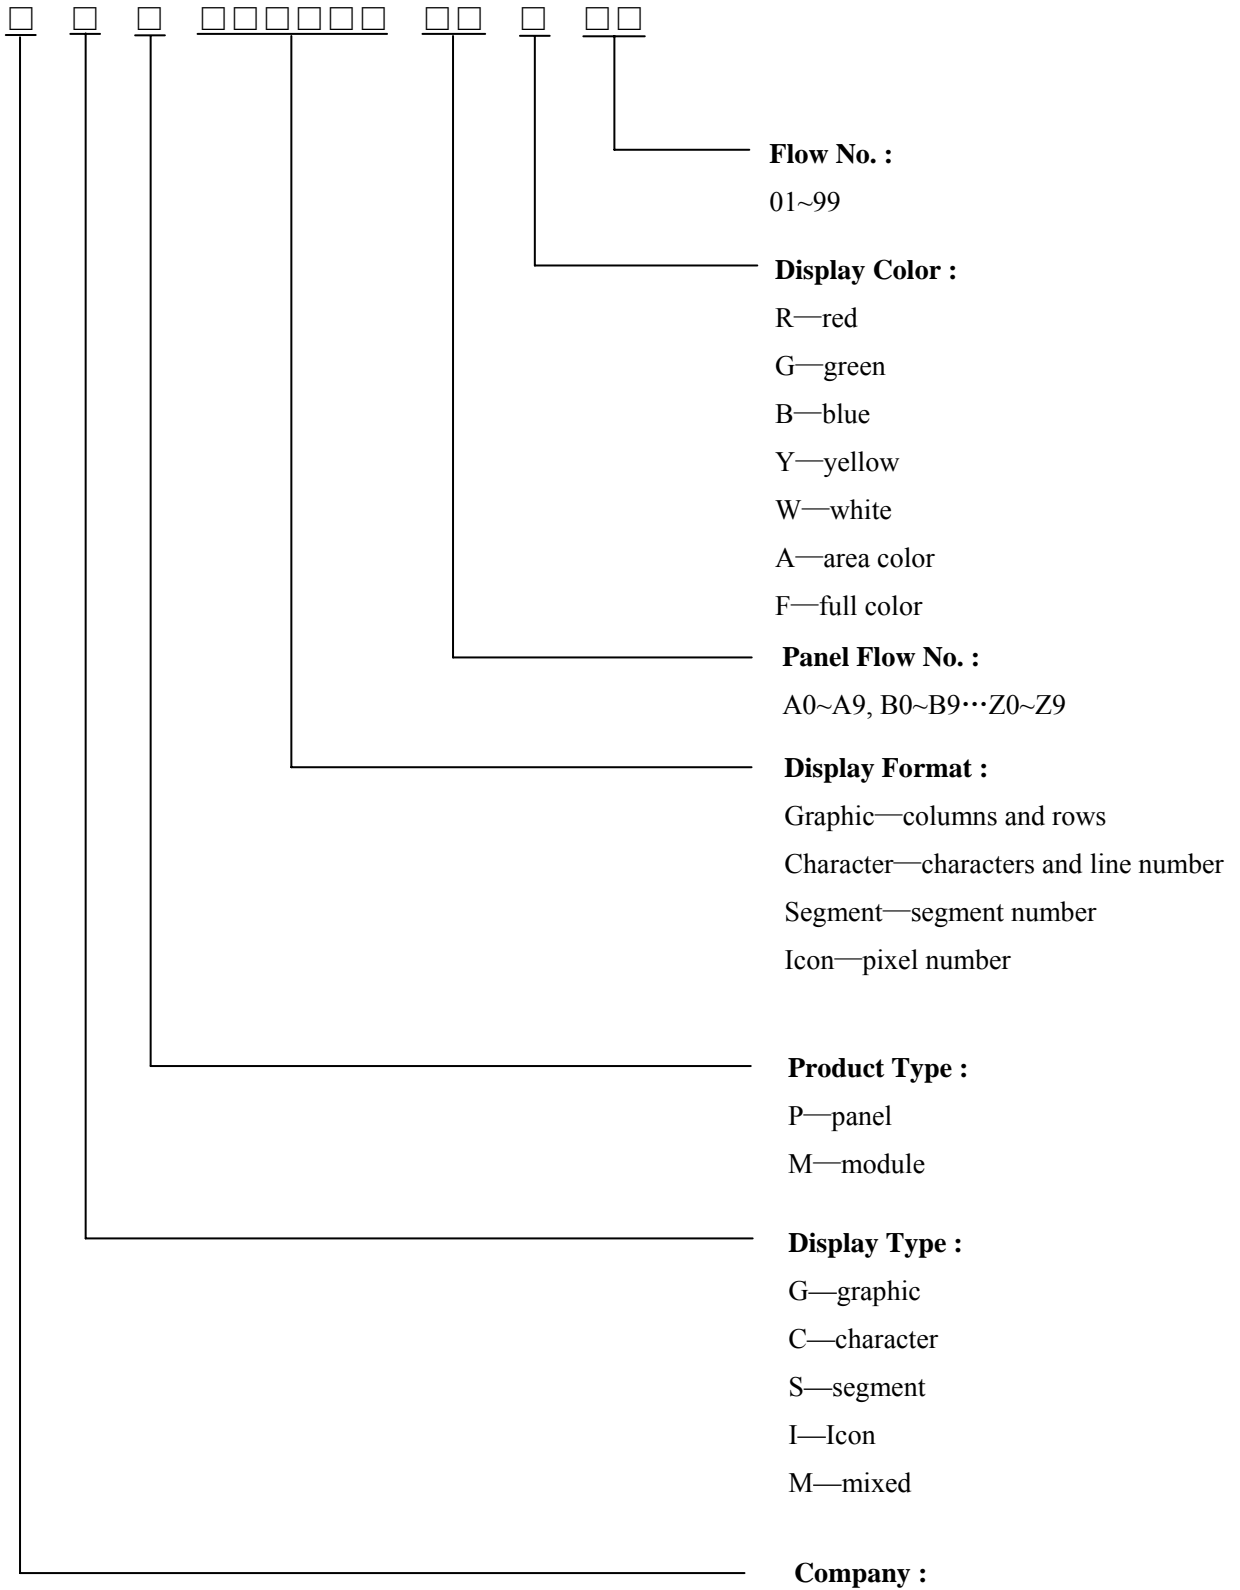 □ □ □ □□□□□□ □□ □ □□
Flow No. :
01~99
Display Color :
R—red
G—green
B—blue
Y—yellow
W—white
A—area color
F—full color
Panel Flow No. :
A0~A9, B0~B9⋯Z0~Z9
Display Format :
Graphic—columns and rows
Character—characters and line number
Segment—segment number
Icon—pixel number
Product Type :
P—panel
M—module
Display Type :
G—graphic
C—character
S—segment
I—Icon
M—mixed
Company :